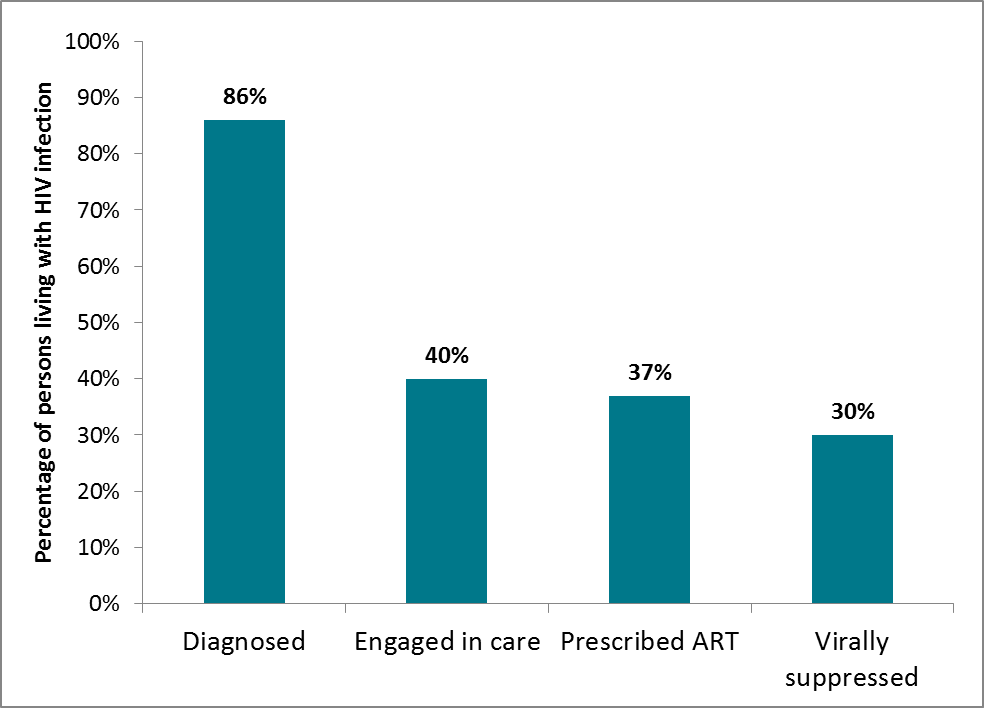 Percentage of persons living with HIV infection
100%
90%
80%
70%
60%
50%
40%
30%
20%
10%
0%
86%
40%
37%
30%
Diagnosed
Engaged in care
Prescribed ART
Virally
suppressed